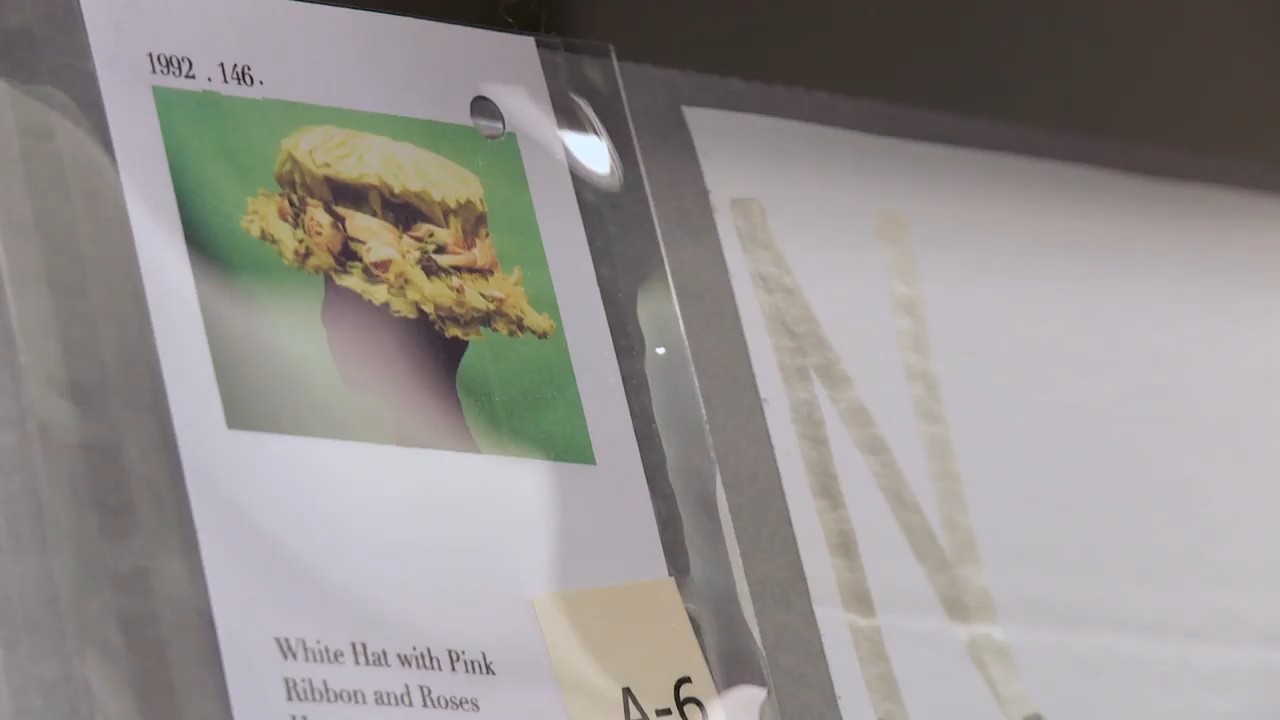 1992 . 146.
White Hat with Pink
Ribbon and Roses
A-6
N